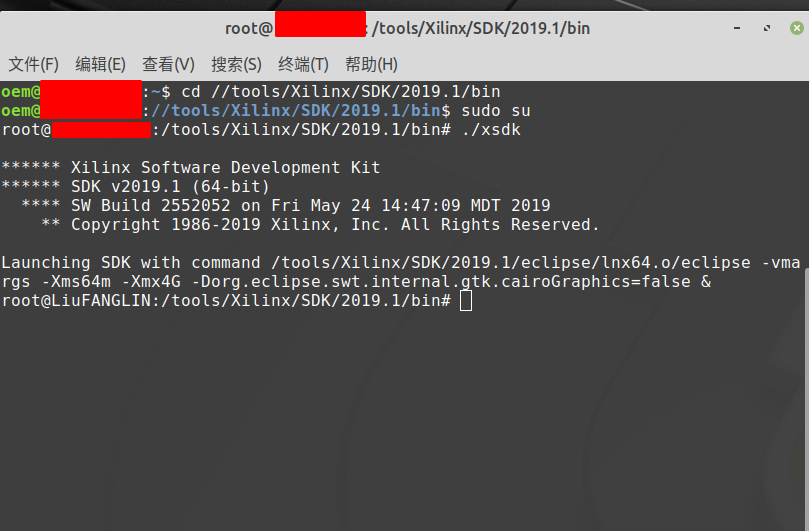 root@ : /tools/Xilinx/SDK/2019.1/bin
文件(F) 编辑(E) 查看(V) 搜索(S) 终端(T) 帮助(H)
oem@ :~$ cd //tools/Xilinx/SDK/2019.1/bin
oem@ ://tools/Xilinx/SDK/2019.1/bin$ sudo su
root@ :/tools/Xilinx/SDK/2019.1/bin# ./xsdk
****** Xilinx Software Development Kit
****** SDK v2019.1 (64-bit)
**** SW Build 2552052 on Fri May 24 14:47:09 MDT 2019
** Copyright 1986-2019 Xilinx, Inc. All Rights Reserved.
Launching SDK with command /tools/Xilinx/SDK/2019.1/eclipse/lnx64.o/eclipse -vma
rgs -Xms64m -Xmx4G -Dorg.eclipse.swt.internal.gtk.cairoGraphics=false &
root@LiuFANGLIN:/tools/Xilinx/SDK/2019.1/bin#